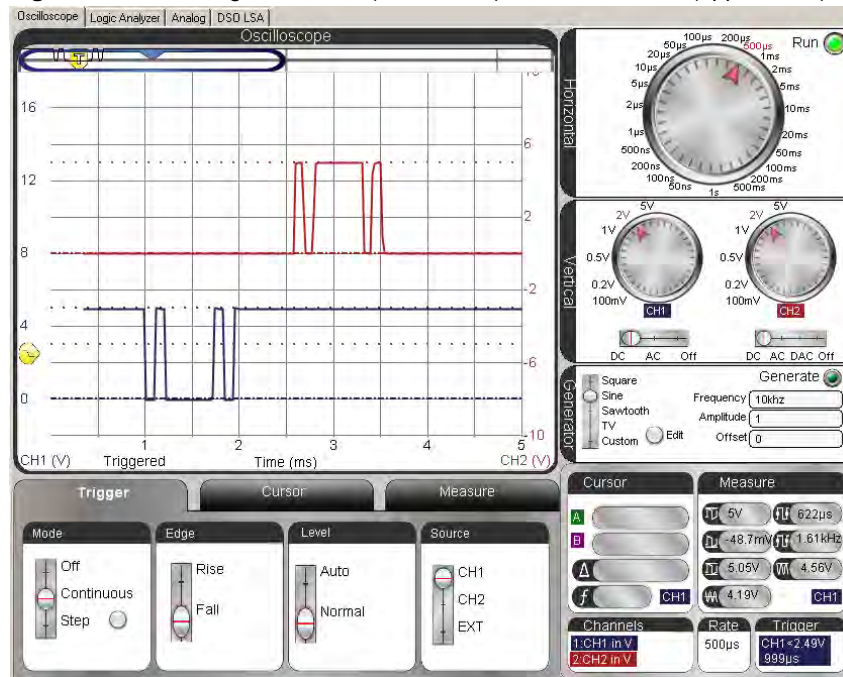 Oscilloscope Logic Analyzer Analog DSO LSA
Oscilloscope
16
12
8
4
0
6
2
-2
-6
-10
1 2 3 4 5
CH1 (V) Triggered Time (ms) CH2 (V)
Horizontal
Run
50ns
100ns
200ns
500ns
1µs
2µs
5µs
10µs
20µs
50µs
100µs
200µs
500µs
1ms
2ms
5ms
10ms
20ms
50ms
100ms
200ms
500ms
1s
Vertical
5V
2V
1V
0.5V
0.2V
100mV
CH1
DC AC Off
5V
2V
1V
0.5V
0.2V
100mV
CH2
DC AC DAC Off
Generator
Square
Sine
Sawtooth
TV
Custom
Edit
Generate
Frequency 10khz
Amplitude 1
Offset 0
Trigger Cursor Measure
Mode
Off
Continuous
Step
Edge
Rise
Fall
Level
Auto
Normal
Source
CH1
CH2
EXT
Cursor
A
B
Δ
f
CH1
Measure
5V 622µs
-48.7mV 1.61kHz
5.05V 4.56V
4.19V CH1
Channels
1:CH1 in V
2:CH2 in V
Rate
500µs
Trigger
CH1<2.49V
999µs